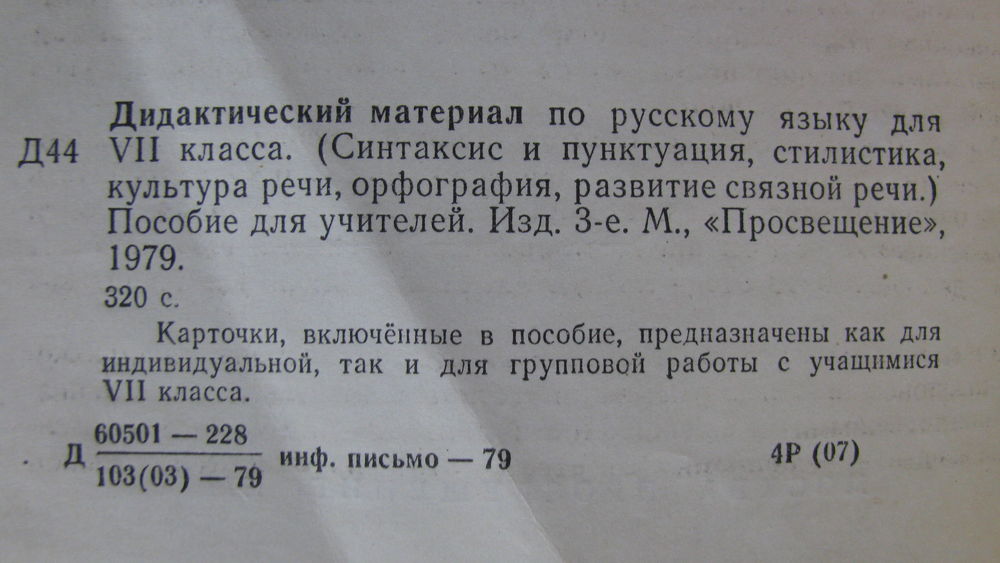 Дидактический материал по русскому языку для
Д44 VII класса. (Синтаксис и пунктуация, стилистика,
культура речи, орфография, развитие связной речи.)
Пособие для учителей. Изд. 3-е. М., «Просвещение»,
1979.
320 с.
Карточки, включённые в пособие, предназначены как для
индивидуальной, так и для групповой работы с учащимися
VII класса.
60501 — 228
Д инф. письмо — 79 4Р (07)
103(03) — 79